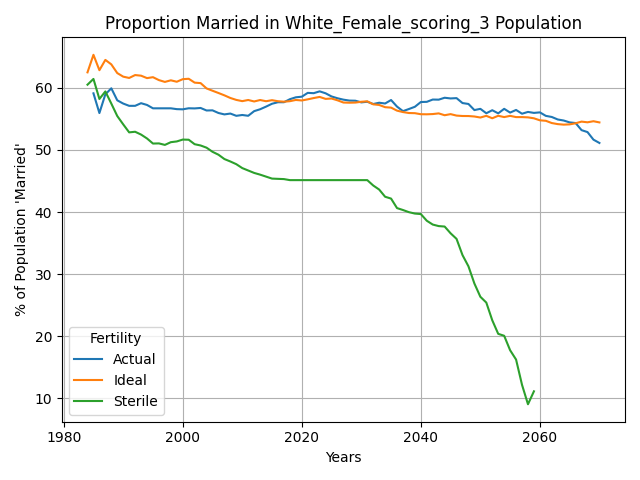 Proportion Married in White_Female_scoring_3 Population
% of Population 'Married'
60
50
40
30
20
10
Fertility
Actual
Ideal
Sterile
1980
2000
2020
2040
2060
Years